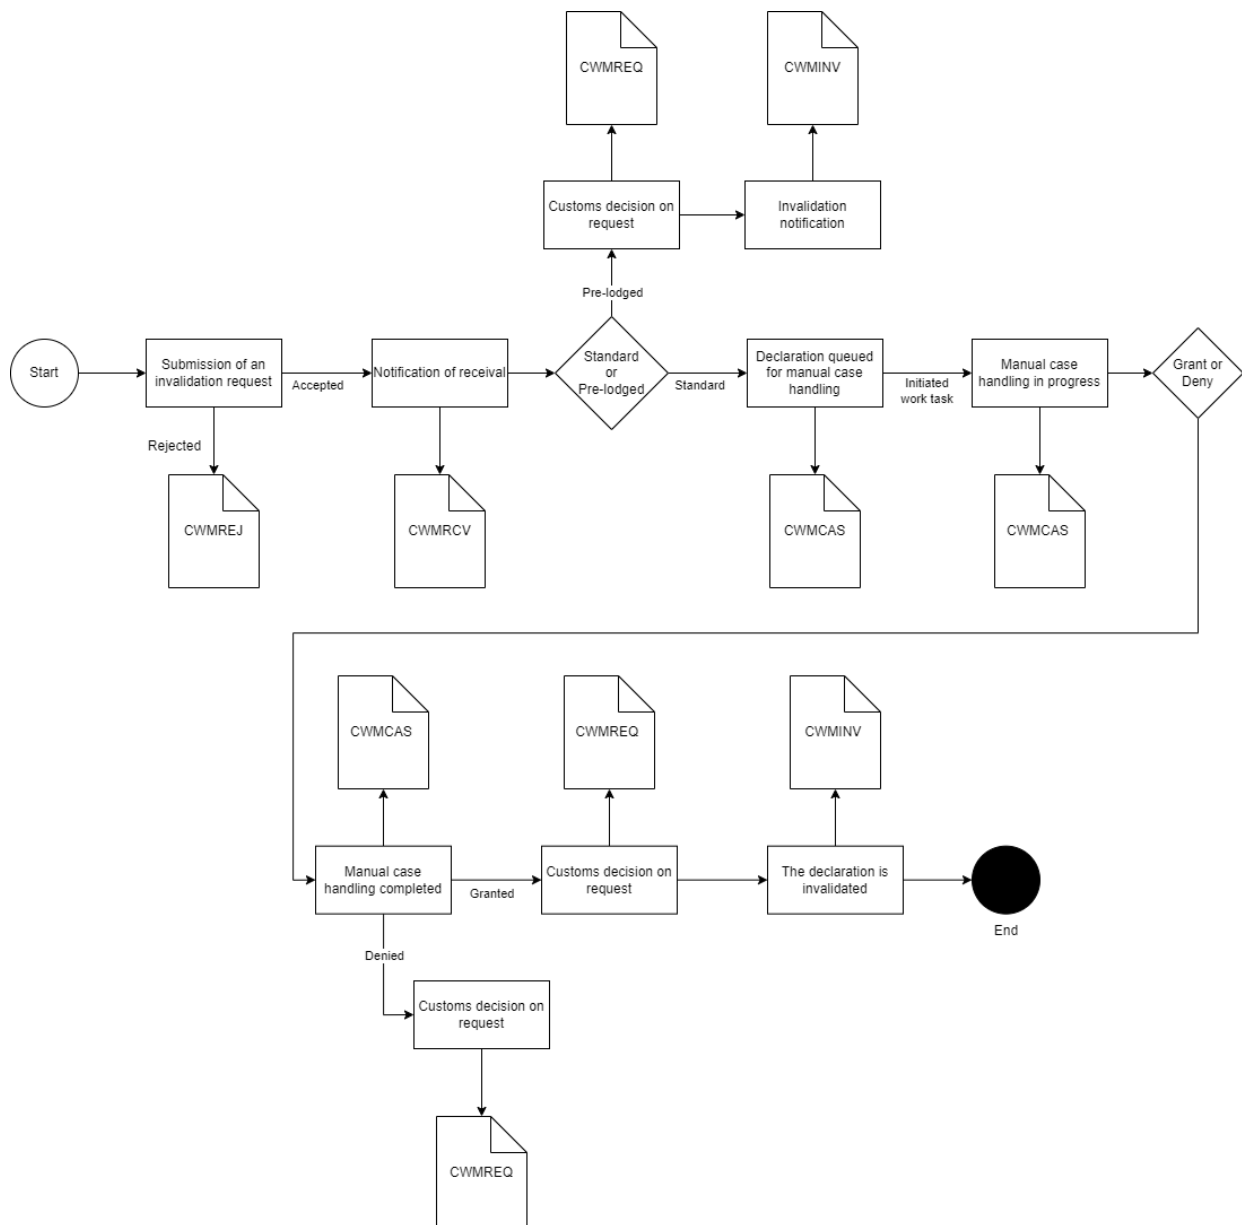 CWMREQ
CWMINV
Customs decision on
request
Invalidation
notification
Pre-lodged
Start
Submission of an
invalidation request
Accepted
Notification of receival
Standard
or
Pre-lodged
Standard
Declaration queued
for manual case
handling
Initiated
work task
Manual case
handling in progress
Grant or
Deny
Rejected
CWMREJ
CWMRCV
CWMCAS
CWMCAS
CWMCAS
CWMREQ
CWMINV
Manual case
handling completed
Granted
Customs decision on
request
The declaration is
invalidated
End
Denied
Customs decision on
request
CWMREQ